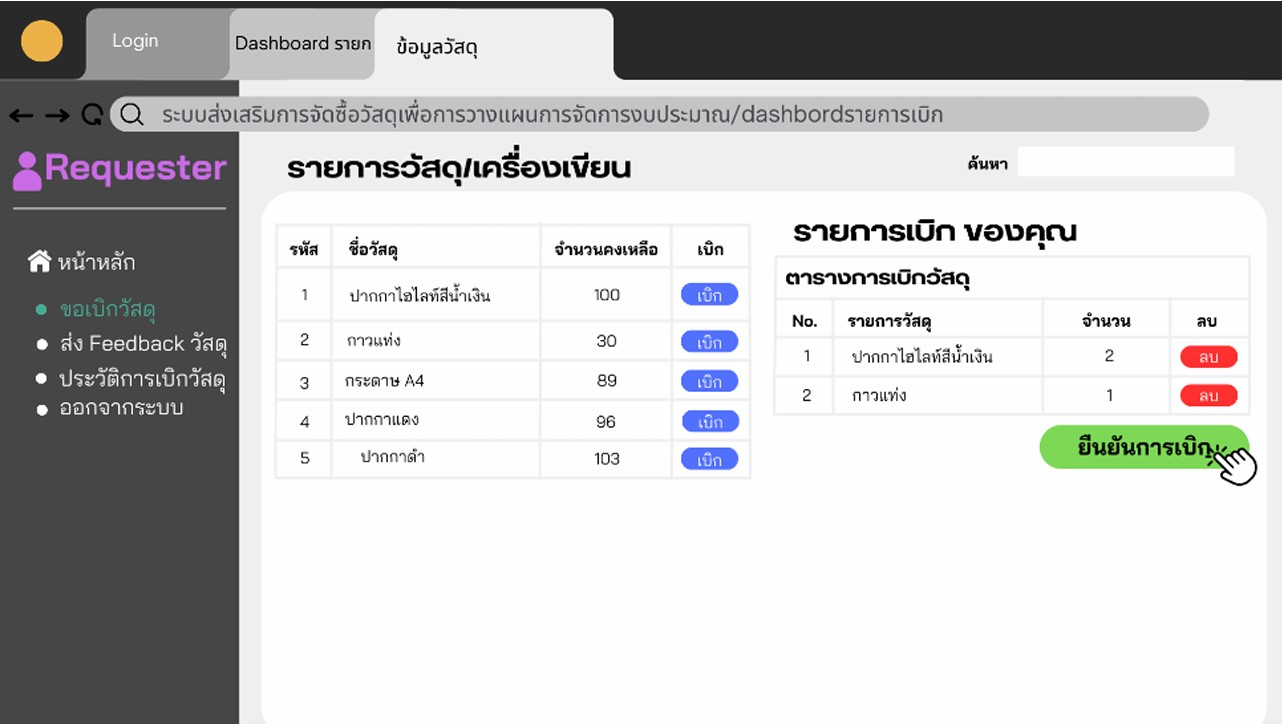 Login
Dashboard รายก
ข้อมูลวัสดุ
ระบบส่งเสริมการจัดซื้อวัสดุเพื่อการวางแผนการจัดการงบประมาณ/dashbordรายการเบิก
Requester
หน้าหลัก
ขอเบิกวัสดุ
ส่ง Feedback วัสดุ
ประวัติการเบิกวัสดุ
ออกจากระบบ
รายการวัสดุ/เครื่องเขียน
ค้นหา
รหัส ชื่อวัสดุ จำนวนคงเหลือ เบิก
1 ปากกาไฮไลท์สีน้ำเงิน 100 เบิก
2 กาวแท่ง 30 เบิก
3 กระดาษ A4 89 เบิก
4 ปากกาแดง 96 เบิก
5 ปากกาดำ 103 เบิก
รายการเบิก ของคุณ
ตารางการเบิกวัสดุ
No. รายการวัสดุ จำนวน ลบ
1 ปากกาไฮไลท์สีน้ำเงิน 2 ลบ
2 กาวแท่ง 1 ลบ
ยืนยันการเบิก